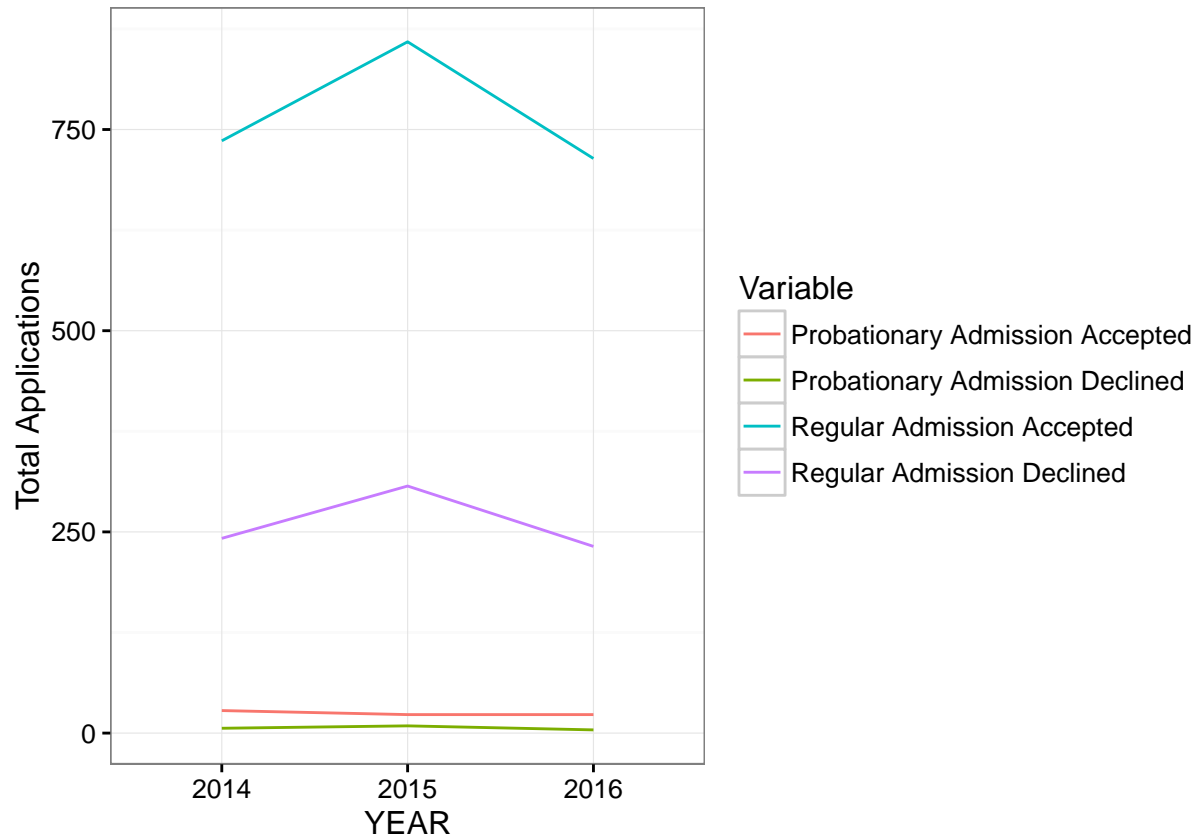 750
500
250
0
Total Applications
2014 2015 2016
YEAR
Variable
Probationary Admission Accepted
Probationary Admission Declined
Regular Admission Accepted
Regular Admission Declined